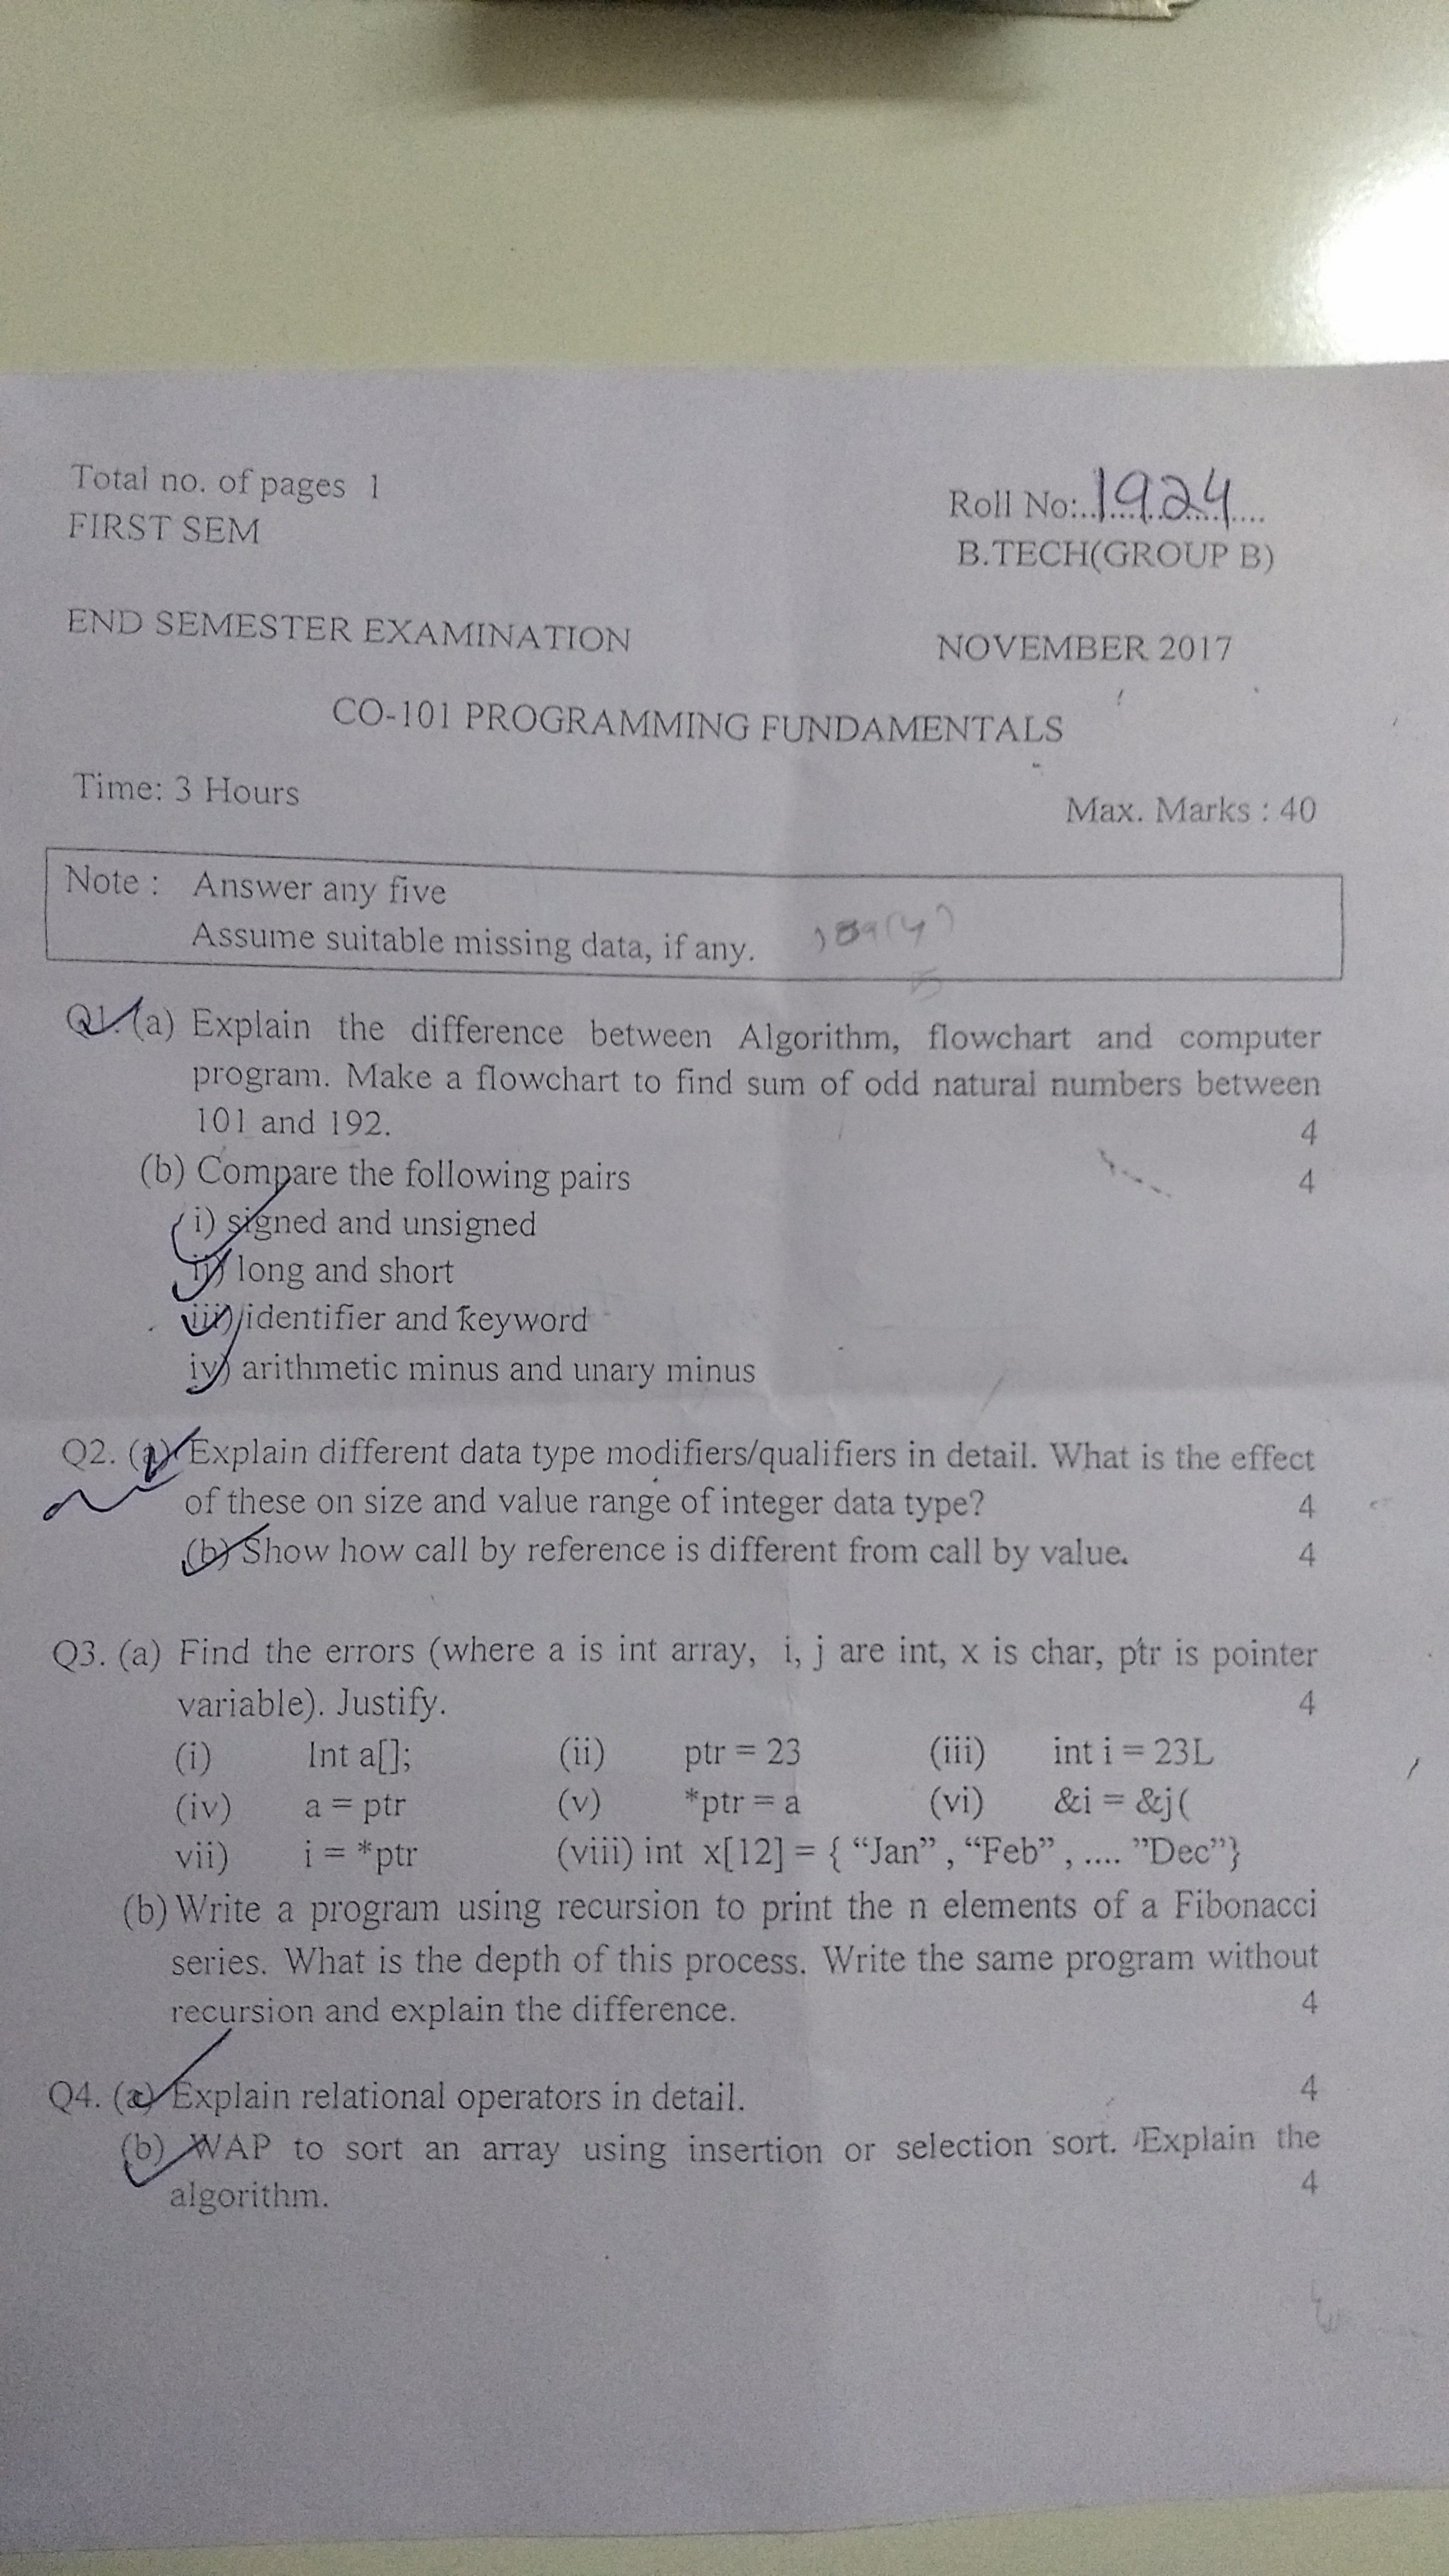 Total no. of pages 1
Roll No:..1924....
FIRST SEM
B.TECH(GROUP B)
END SEMESTER EXAMINATION
NOVEMBER 2017
CO-101 PROGRAMMING FUNDAMENTALS
Time: 3 Hours
Max. Marks : 40
Note : Answer any five
Assume suitable missing data, if any.
Q1. (a) Explain the difference between Algorithm, flowchart and computer
program. Make a flowchart to find sum of odd natural numbers between
101 and 192. 4
(b) Compare the following pairs 4
i) signed and unsigned
ii) long and short
iii) identifier and keyword
iv) arithmetic minus and unary minus
Q2. (a) Explain different data type modifiers/qualifiers in detail. What is the effect
of these on size and value range of integer data type? 4
(b) Show how call by reference is different from call by value. 4
Q3. (a) Find the errors (where a is int array, i, j are int, x is char, ptr is pointer
variable). Justify. 4
(i) Int a[]; (ii) ptr = 23 (iii) int i = 23L
(iv) a = ptr (v) *ptr = a (vi) &i = &j(
vii) i = *ptr (viii) int x[12] = { “Jan” , “Feb” , .... ”Dec”}
(b) Write a program using recursion to print the n elements of a Fibonacci
series. What is the depth of this process. Write the same program without
recursion and explain the difference. 4
Q4. (a) Explain relational operators in detail. 4
(b) WAP to sort an array using insertion or selection sort. Explain the
algorithm. 4